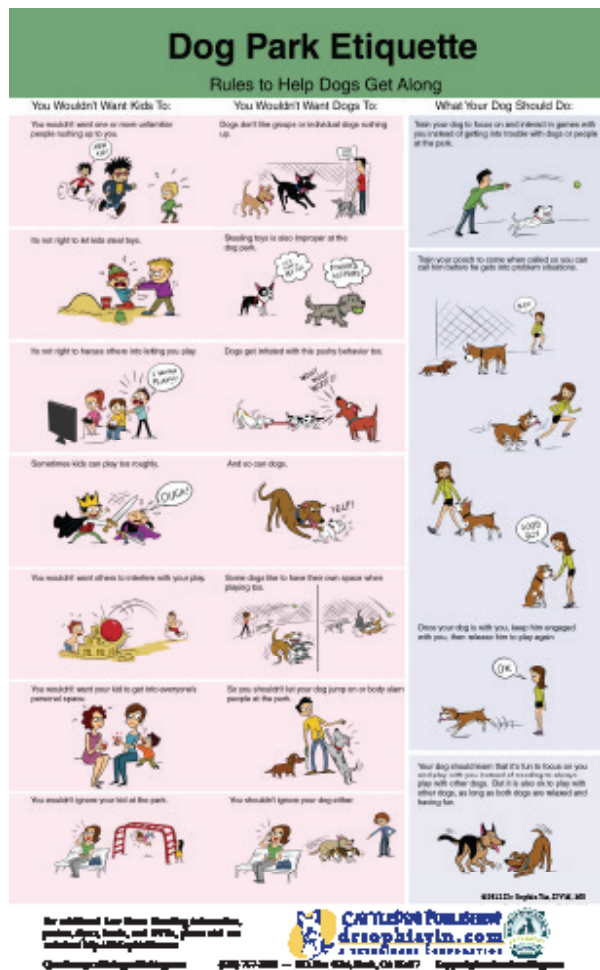 Dog Park Etiquette
Rules to Help Dogs Get Along
You Wouldn't Want Kids To:
You Wouldn't Want Dogs To:
What Your Dog Should Do:
You wouldn't want one or more unfamiliar
people rushing up to you.
Dogs don't like groups or individual dogs rushing
up.
Train your dog to focus on and interact in games with
you instead of getting into trouble with dogs or people
at the park.
Its not right to let kids steal toys.
Stealing toys is also improper at the
dog park.
Train your pooch to come when called so you can
call him before he gets into problem situations.
Its not right to harass others into letting you play.
I WANNA
PLAY!!!
Dogs get irritated with this pushy behavior too.
WOOF
WOOF
WOOF!!!
Sometimes kids can play too roughly.
OUCH!
And so can dogs.
YELP!
GOOD
BOY
You wouldn't want others to interfere with your play.
Some dogs like to have their own space when
playing too.
Once your dog is with you, keep him engaged
with you, then release him to play again
OK
You wouldn't want your kid to get into everyone's
personal space.
So you shouldn't let your dog jump on or body slam
people at the park.
Your dog should learn that it's fun to focus on you
and play with you instead of needing to always
play with other dogs. But it is also ok to play with
other dogs, as long as both dogs are relaxed and
having fun.
You wouldn't ignore your kid at the park.
You shouldn't ignore your dog either.
CATTLEDOG PUBLISHING
drsophiayin.com
A VETERINARY CORPORATION